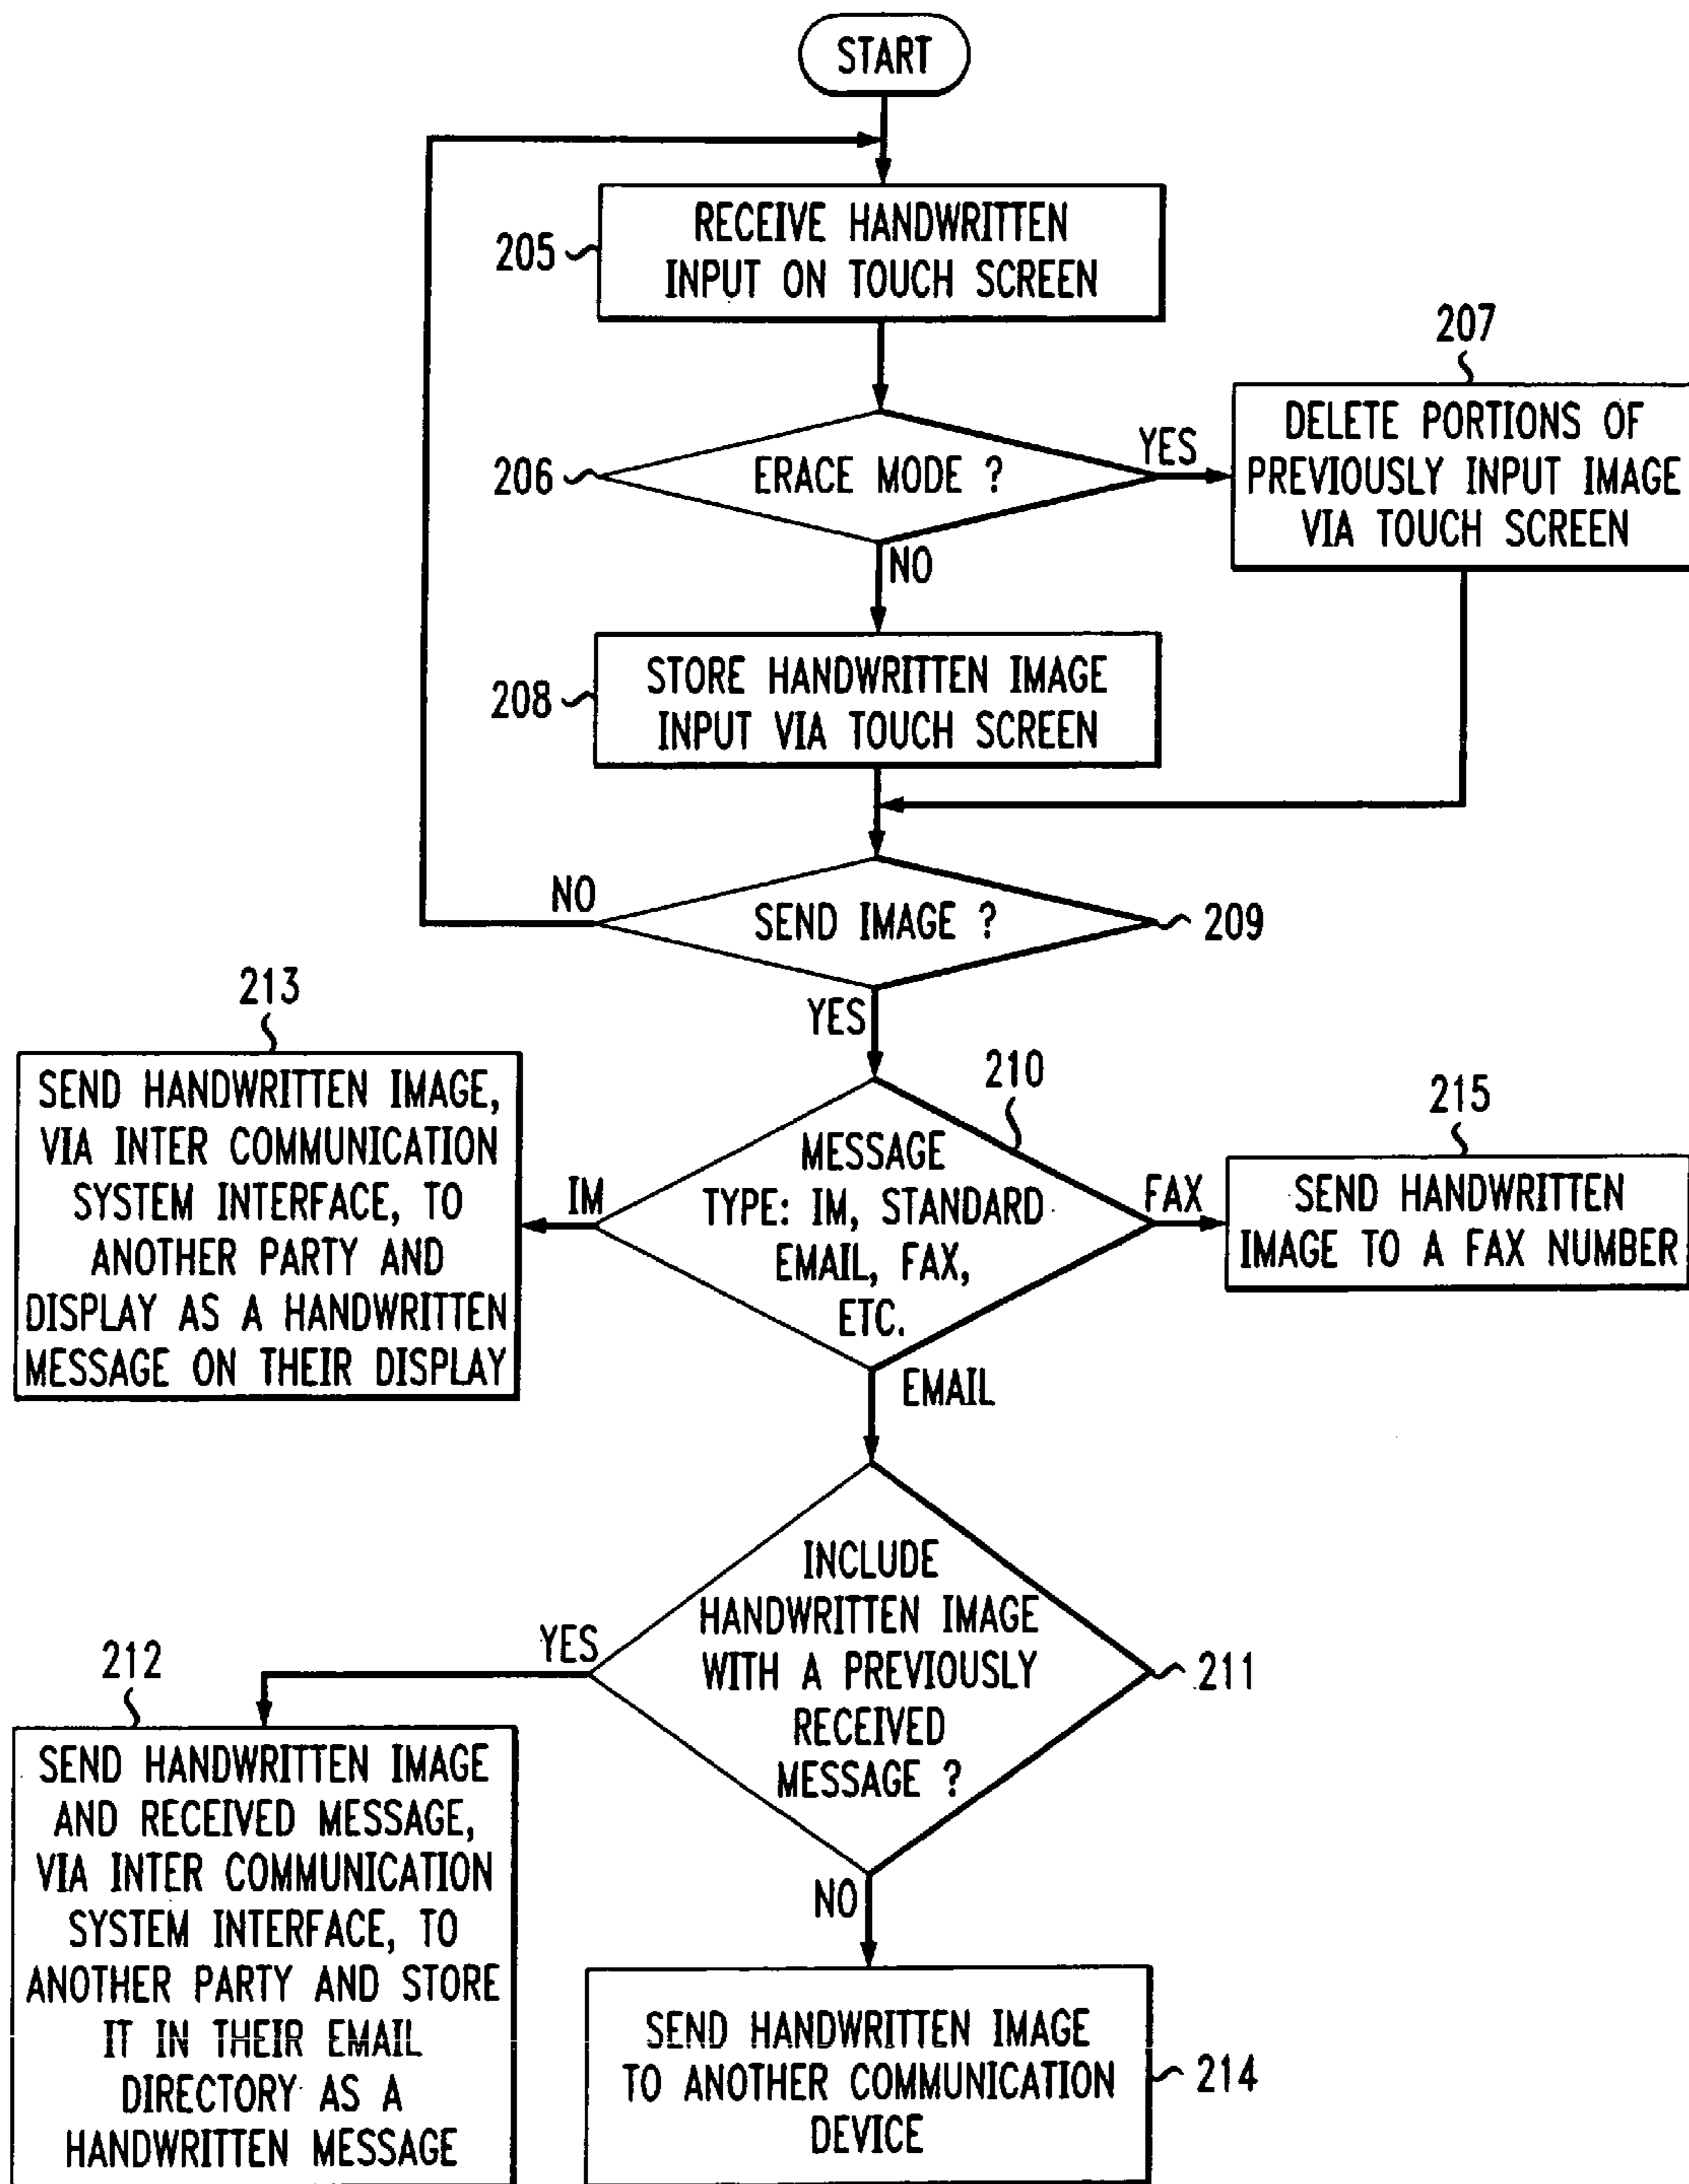 START
205
RECEIVE HANDWRITTEN
INPUT ON TOUCH SCREEN
206
ERACE MODE ?
YES
NO
207
DELETE PORTIONS OF
PREVIOUSLY INPUT IMAGE
VIA TOUCH SCREEN
208
STORE HANDWRITTEN IMAGE
INPUT VIA TOUCH SCREEN
NO
SEND IMAGE ?
209
YES
213
SEND HANDWRITTEN IMAGE,
VIA INTER COMMUNICATION
SYSTEM INTERFACE, TO
ANOTHER PARTY AND
DISPLAY AS A HANDWRITTEN
MESSAGE ON THEIR DISPLAY
IM
210
MESSAGE
TYPE: IM, STANDARD
EMAIL, FAX,
ETC.
FAX
215
SEND HANDWRITTEN
IMAGE TO A FAX NUMBER
EMAIL
INCLUDE
HANDWRITTEN IMAGE
WITH A PREVIOUSLY
RECEIVED
MESSAGE ?
211
YES
212
SEND HANDWRITTEN IMAGE
AND RECEIVED MESSAGE,
VIA INTER COMMUNICATION
SYSTEM INTERFACE, TO
ANOTHER PARTY AND STORE
IT IN THEIR EMAIL
DIRECTORY AS A
HANDWRITTEN MESSAGE
NO
SEND HANDWRITTEN IMAGE
TO ANOTHER COMMUNICATION
DEVICE
214